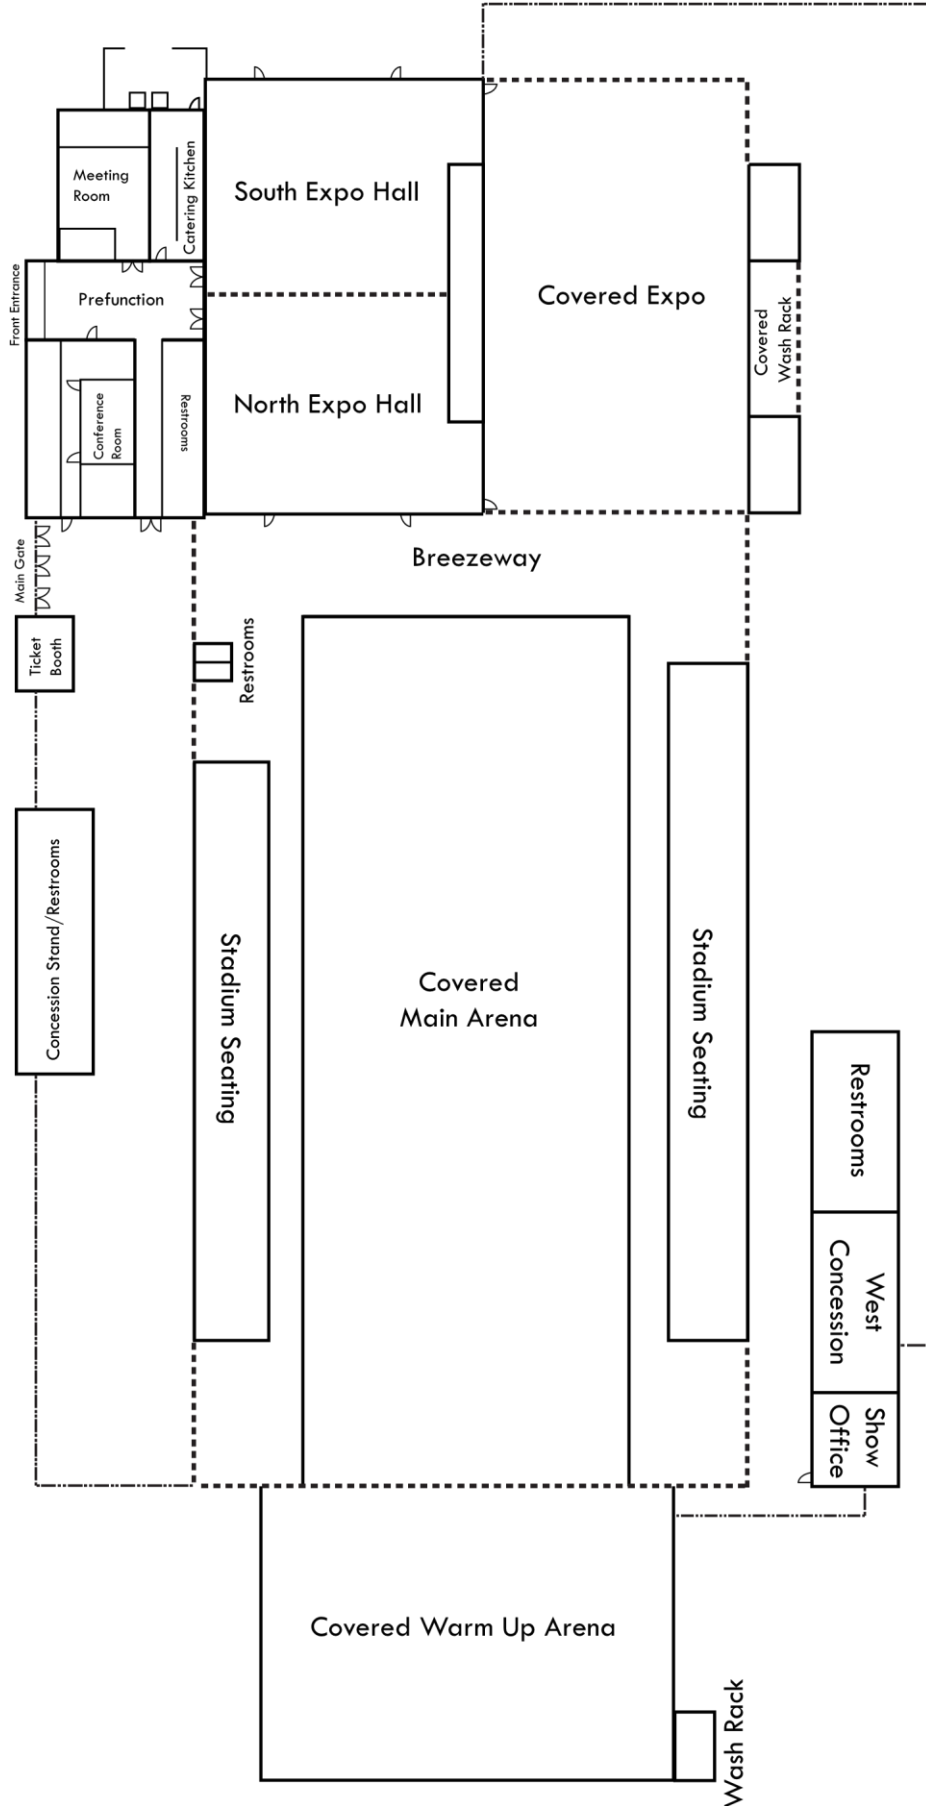 Meeting
Room
Catering Kitchen
South Expo Hall
Front Entrance
Prefunction
Covered Expo
Covered
Wash Rack
Conference
Room
Restrooms
North Expo Hall
Main Gate
Breezeway
Ticket
Booth
Restrooms
Concession Stand/Restrooms
Stadium Seating
Covered
Main Arena
Stadium Seating
Restrooms
West
Concession
Show
Office
Covered Warm Up Arena
Wash Rack